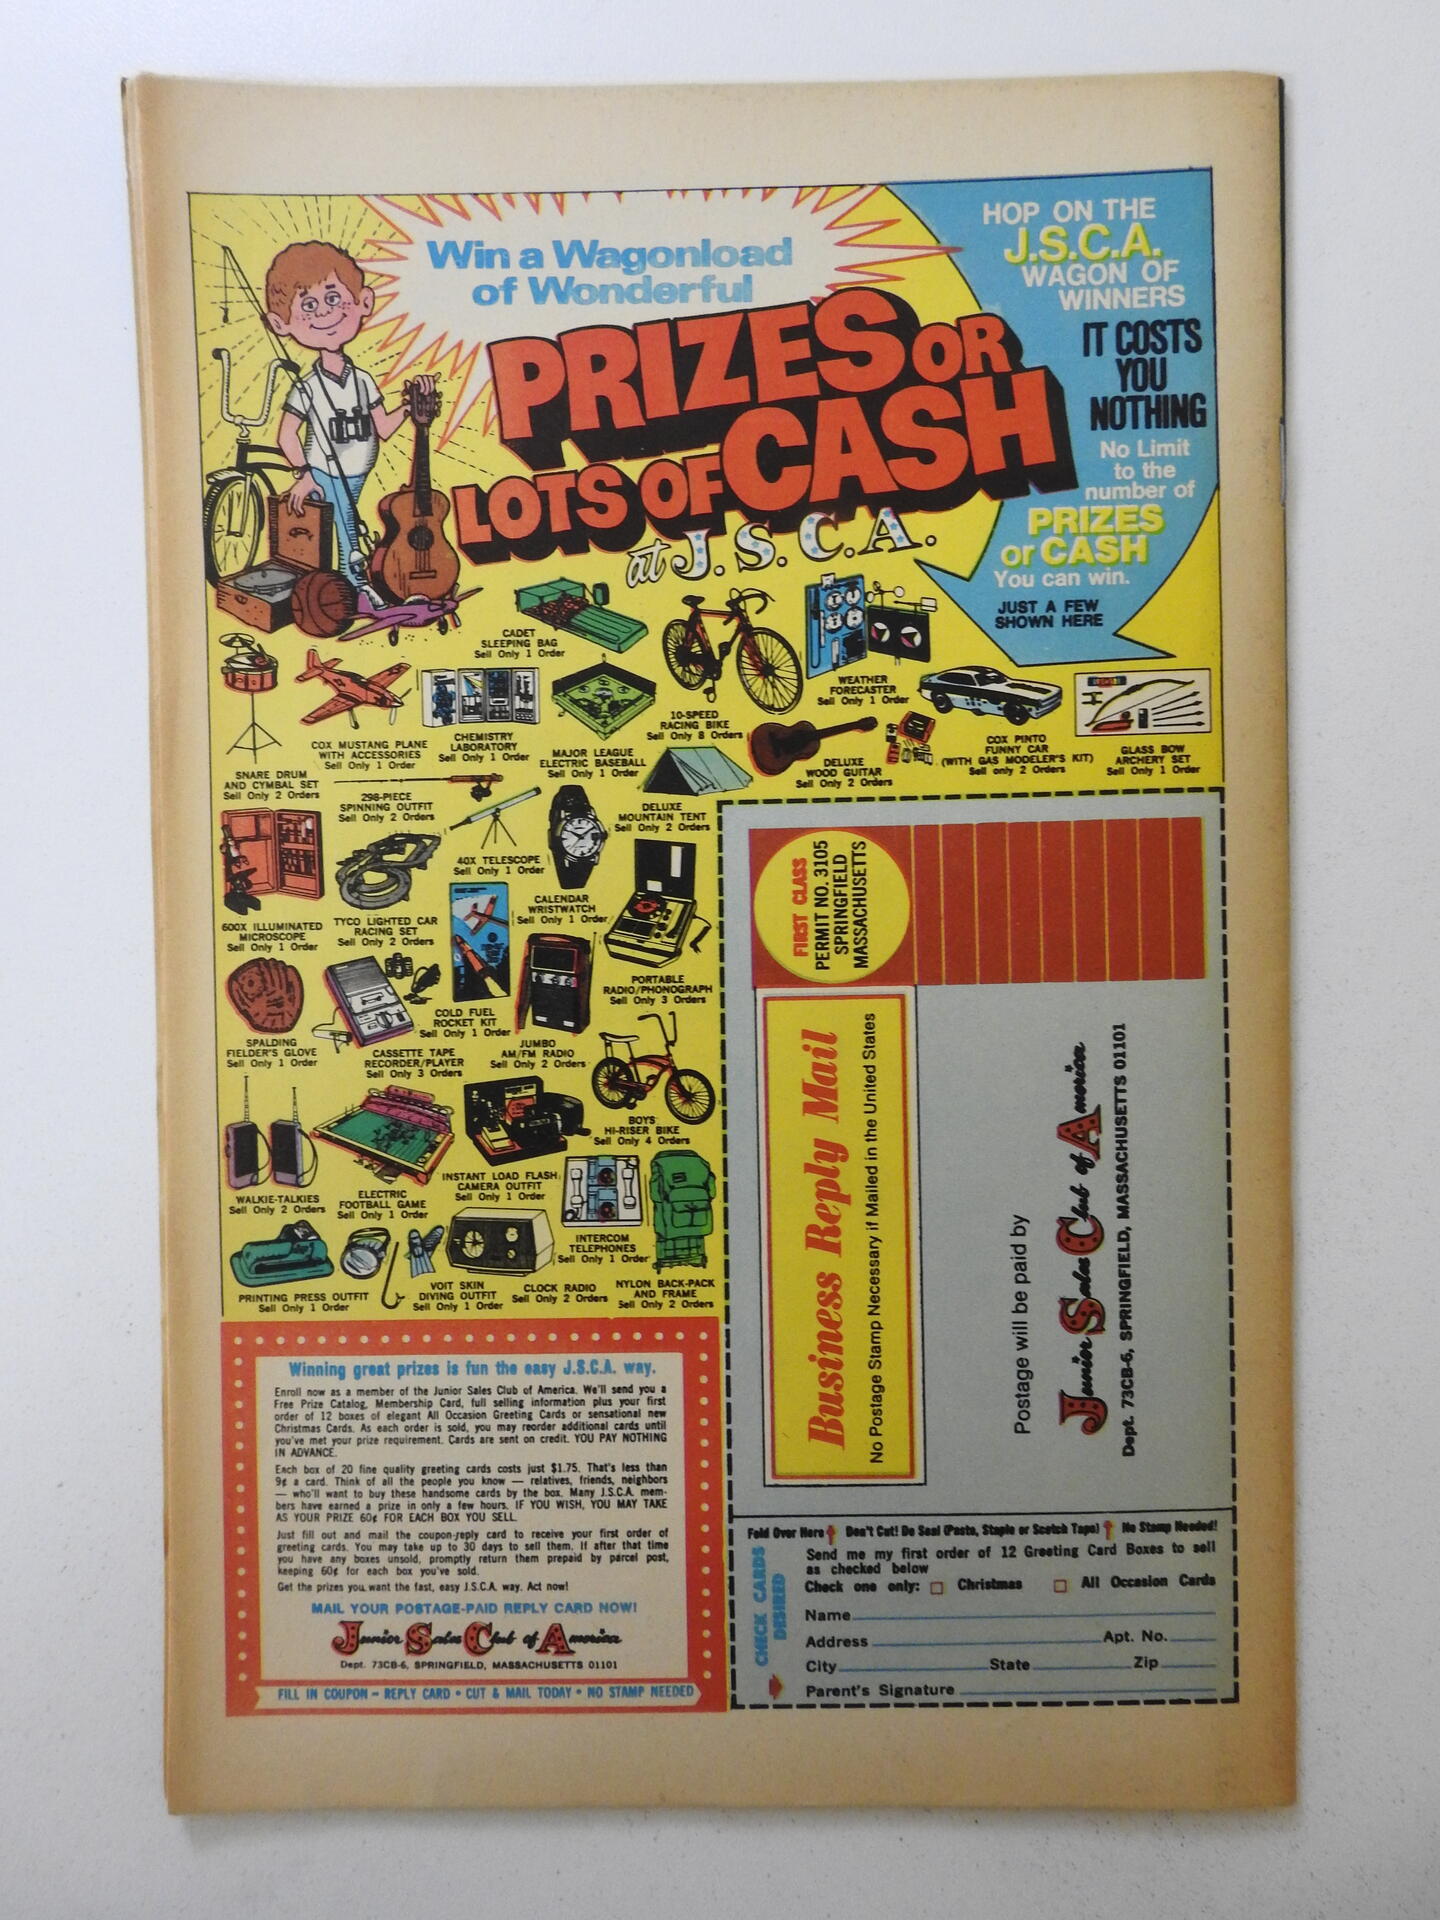 Win a Wagonload
of Wonderful
PRIZES OR
LOTS OF CASH
at J.S.C.A.
HOP ON THE
J.S.C.A.
WAGON OF
WINNERS
IT COSTS
YOU
NOTHING
No Limit
to the
number of
PRIZES
or CASH
You can win.
JUST A FEW
SHOWN HERE
CADET
SLEEPING BAG
Sell Only 1 Order
10-SPEED
RACING BIKE
Sell Only 8 Orders
WEATHER
FORECASTER
Sell Only 1 Order
SNARE DRUM
AND CYMBAL SET
Sell Only 2 Orders
COX MUSTANG PLANE
WITH ACCESSORIES
Sell Only 1 Order
CHEMISTRY
LABORATORY
Sell Only 1 Order
MAJOR LEAGUE
ELECTRIC BASEBALL
Sell Only 1 Order
DELUXE
WOOD GUITAR
Sell Only 2 Orders
COX PINTO
FUNNY CAR
(WITH GAS MODELER'S KIT)
Sell only 2 Orders
GLASS BOW
ARCHERY SET
Sell Only 1 Order
298-PIECE
SPINNING OUTFIT
Sell Only 2 Orders
40X TELESCOPE
Sell Only 1 Order
DELUXE
MOUNTAIN TENT
Sell Only 2 Orders
600X ILLUMINATED
MICROSCOPE
Sell Only 1 Order
TYCO LIGHTED CAR
RACING SET
Sell Only 2 Orders
CALENDAR
WRISTWATCH
Sell Only 1 Order
PORTABLE
RADIO/PHONOGRAPH
Sell Only 3 Orders
SPALDING
FIELDER'S GLOVE
Sell Only 1 Order
CASSETTE TAPE
RECORDER/PLAYER
Sell Only 3 Orders
COLD FUEL
ROCKET KIT
Sell Only 1 Order
JUMBO
AM/FM RADIO
Sell Only 2 Orders
BOYS
HI-RISER BIKE
Sell Only 4 Orders
WALKIE-TALKIES
Sell Only 2 Orders
ELECTRIC
FOOTBALL GAME
Sell Only 1 Order
INSTANT LOAD FLASH
CAMERA OUTFIT
Sell Only 1 Order
INTERCOM
TELEPHONES
Sell Only 1 Order
PRINTING PRESS OUTFIT
Sell Only 1 Order
VOIT SKIN
DIVING OUTFIT
Sell Only 1 Order
CLOCK RADIO
Sell Only 2 Orders
NYLON BACK-PACK
AND FRAME
Sell Only 2 Orders
Winning great prizes is fun the easy J.S.C.A. way.
Enroll now as a member of the Junior Sales Club of America. We'll send you a
Free Prize Catalog, Membership Card, full selling information plus your first
order of 12 boxes of elegant All Occasion Greeting Cards or sensational new
Christmas Cards. As each order is sold, you may reorder additional cards until
you've met your prize requirement. Cards are sent on credit. YOU PAY NOTHING
IN ADVANCE.
Each box of 20 fine quality greeting cards costs just $1.75. That's less than
9¢ a card. Think of all the people you know — relatives, friends, neighbors
— who'll want to buy these handsome cards by the box. Many J.S.C.A. mem-
bers have earned a prize in only a few hours. IF YOU WISH, YOU MAY TAKE
AS YOUR PRIZE 60¢ FOR EACH BOX YOU SELL.
Just fill out and mail the coupon-reply card to receive your first order of
greeting cards. You may take up to 30 days to sell them. If after that time
you have any boxes unsold, promptly return them prepaid by parcel post,
keeping 60¢ for each box you've sold.
Get the prizes you want the fast, easy J.S.C.A. way. Act now!
MAIL YOUR POSTAGE-PAID REPLY CARD NOW!
Junior Sales Club of America
Dept. 73CB-6, SPRINGFIELD, MASSACHUSETTS 01101
FILL IN COUPON – REPLY CARD • CUT & MAIL TODAY • NO STAMP NEEDED
FIRST CLASS
PERMIT NO. 3105
SPRINGFIELD
MASSACHUSETTS
Business Reply Mail
No Postage Stamp Necessary if Mailed in the United States
Postage will be paid by
Junior Sales Club of America
Dept. 73CB-6, SPRINGFIELD, MASSACHUSETTS 01101
Fold Over Here Don't Cut! Do Seal (Paste, Staple or Scotch Tape) No Stamp Needed!
CHECK CARDS
DESIRED
Send me my first order of 12 Greeting Card Boxes to sell
as checked below
Check one only: Christmas All Occasion Cards
Name
Address Apt. No.
City State Zip
Parent's Signature